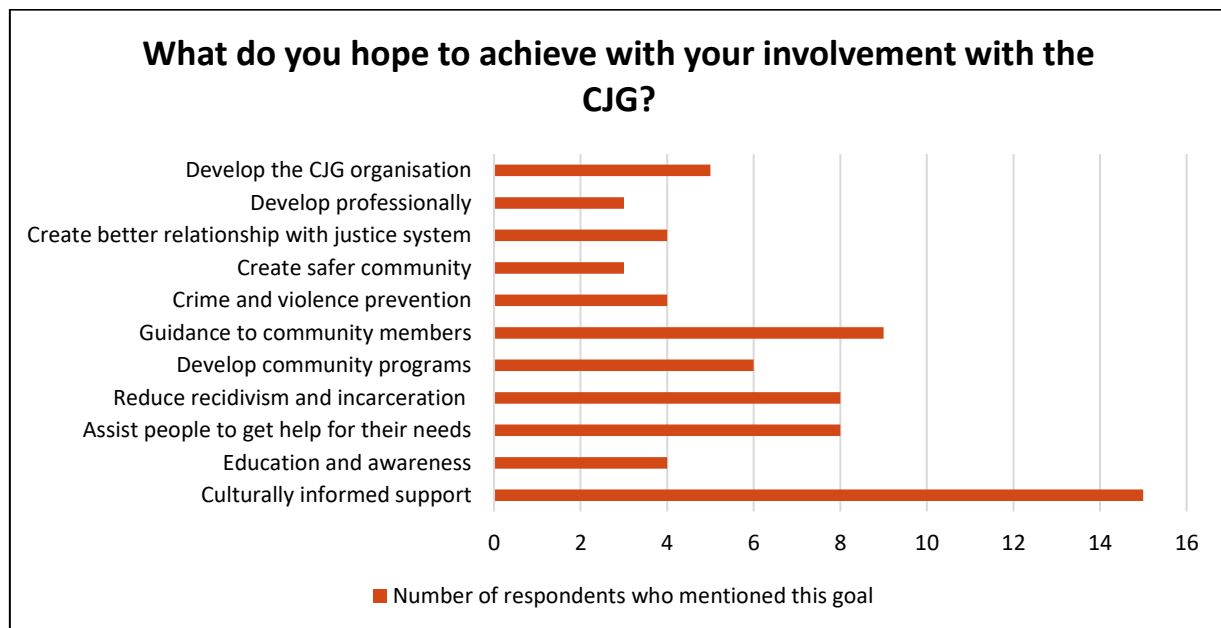 What do you hope to achieve with your involvement with the
CJG?
Develop the CJG organisation
Develop professionally
Create better relationship with justice system
Create safer community
Crime and violence prevention
Guidance to community members
Develop community programs
Reduce recidivism and incarceration
Assist people to get help for their needs
Education and awareness
Culturally informed support
0 2 4 6 8 10 12 14 16
Number of respondents who mentioned this goal